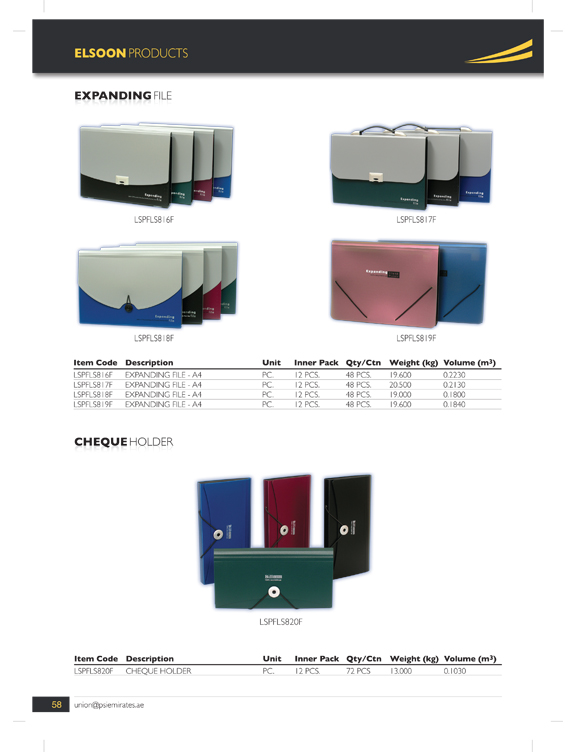 ELSOON PRODUCTS
EXPANDING FILE
LSPFLS816F
LSPFLS817F
Expanding
LSPFLS818F
LSPFLS819F
Item Code Description Unit Inner Pack Qty/Ctn Weight (kg) Volume (m³)
LSPFLS816F EXPANDING FILE - A4 PC. 12 PCS. 48 PCS. 19.600 0.2230
LSPFLS817F EXPANDING FILE - A4 PC. 12 PCS. 48 PCS. 20.500 0.2130
LSPFLS818F EXPANDING FILE - A4 PC. 12 PCS. 48 PCS. 19.000 0.1800
LSPFLS819F EXPANDING FILE - A4 PC. 12 PCS. 48 PCS. 19.600 0.1840
CHEQUE HOLDER
LSPFLS820F
Item Code Description Unit Inner Pack Qty/Ctn Weight (kg) Volume (m³)
LSPFLS820F CHEQUE HOLDER PC. 12 PCS. 72 PCS 13.000 0.1030
58 union@psiemirates.ae